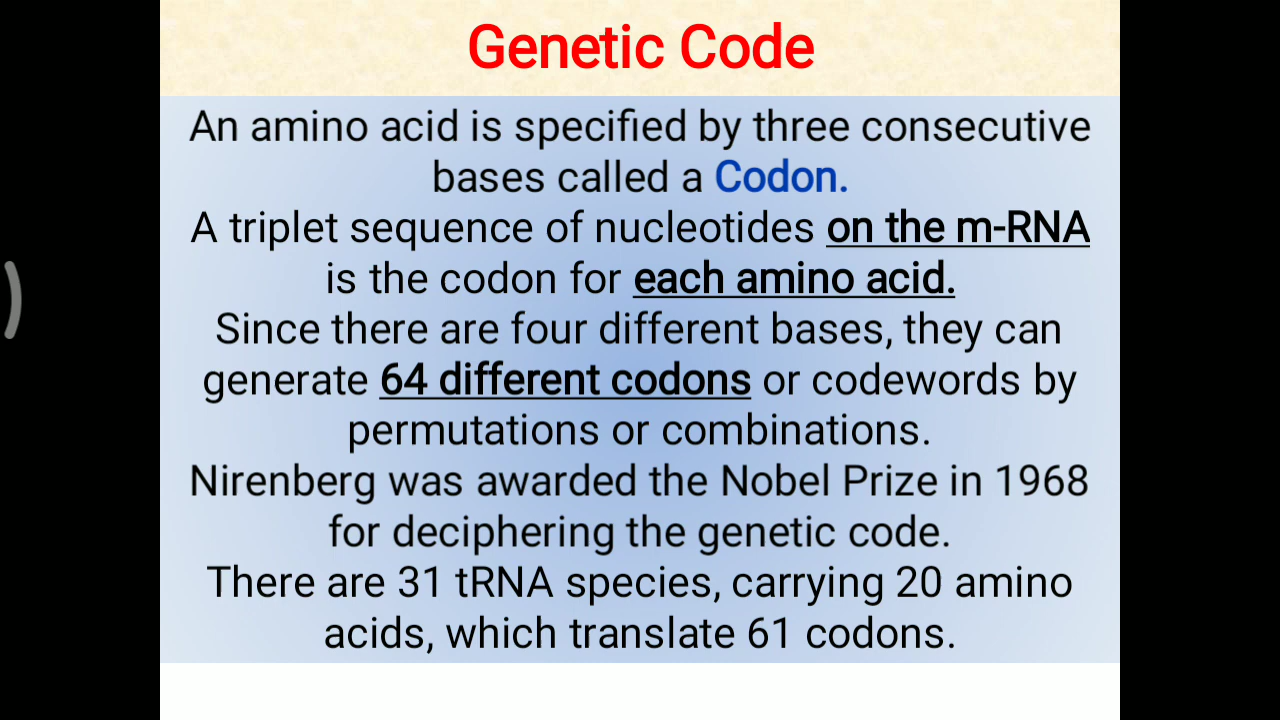 Genetic Code
An amino acid is specified by three consecutive
bases called a Codon.
A triplet sequence of nucleotides on the m-RNA
is the codon for each amino acid.
Since there are four different bases, they can
generate 64 different codons or codewords by
permutations or combinations.
Nirenberg was awarded the Nobel Prize in 1968
for deciphering the genetic code.
There are 31 tRNA species, carrying 20 amino
acids, which translate 61 codons.